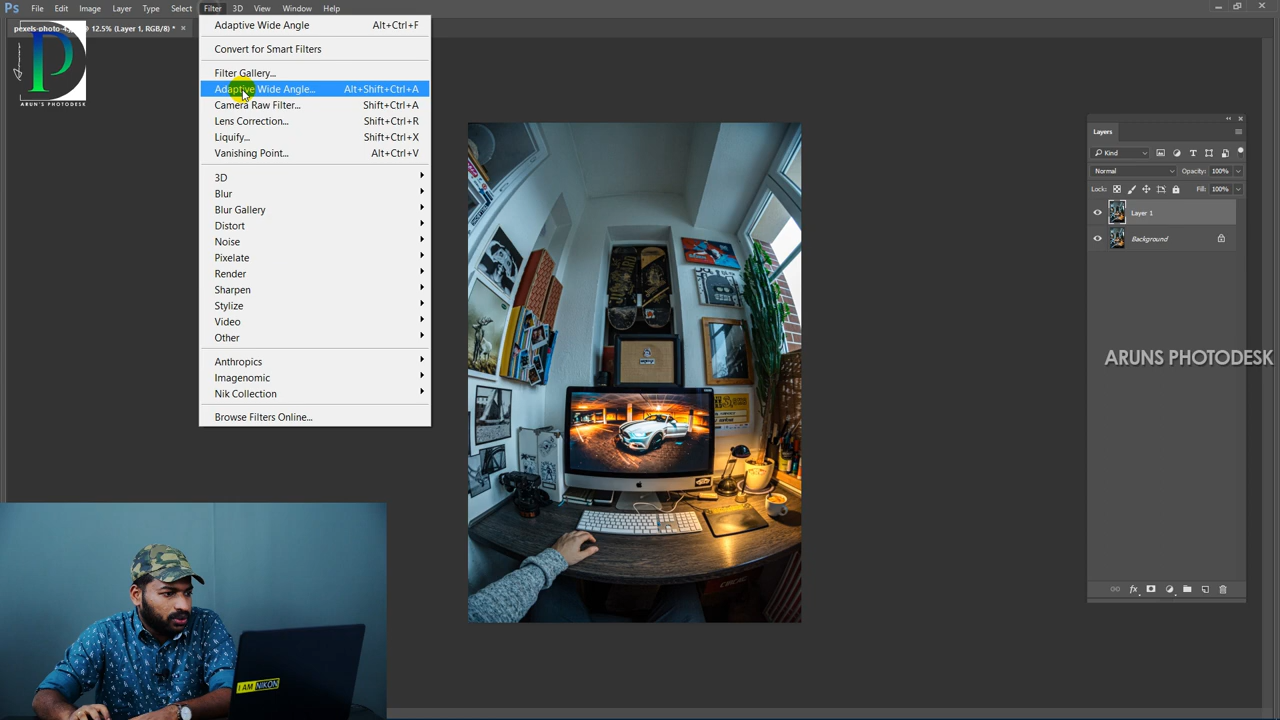 Ps File Edit Image Layer Type Select Filter 3D View Window Help
pexels-photo-4 @ 12.5% (Layer 1, RGB/8) *
ARUN'S PHOTODESK
Adaptive Wide Angle Alt+Ctrl+F
Convert for Smart Filters
Filter Gallery...
Adaptive Wide Angle... Alt+Shift+Ctrl+A
Camera Raw Filter... Shift+Ctrl+A
Lens Correction... Shift+Ctrl+R
Liquify... Shift+Ctrl+X
Vanishing Point... Alt+Ctrl+V
3D
Blur
Blur Gallery
Distort
Noise
Pixelate
Render
Sharpen
Stylize
Video
Other
Anthropics
Imagenomic
Nik Collection
Browse Filters Online...
Layers
Kind
Normal Opacity: 100%
Lock: Fill: 100%
Layer 1
Background
fx
ARUNS PHOTODESK
I AM NIKON